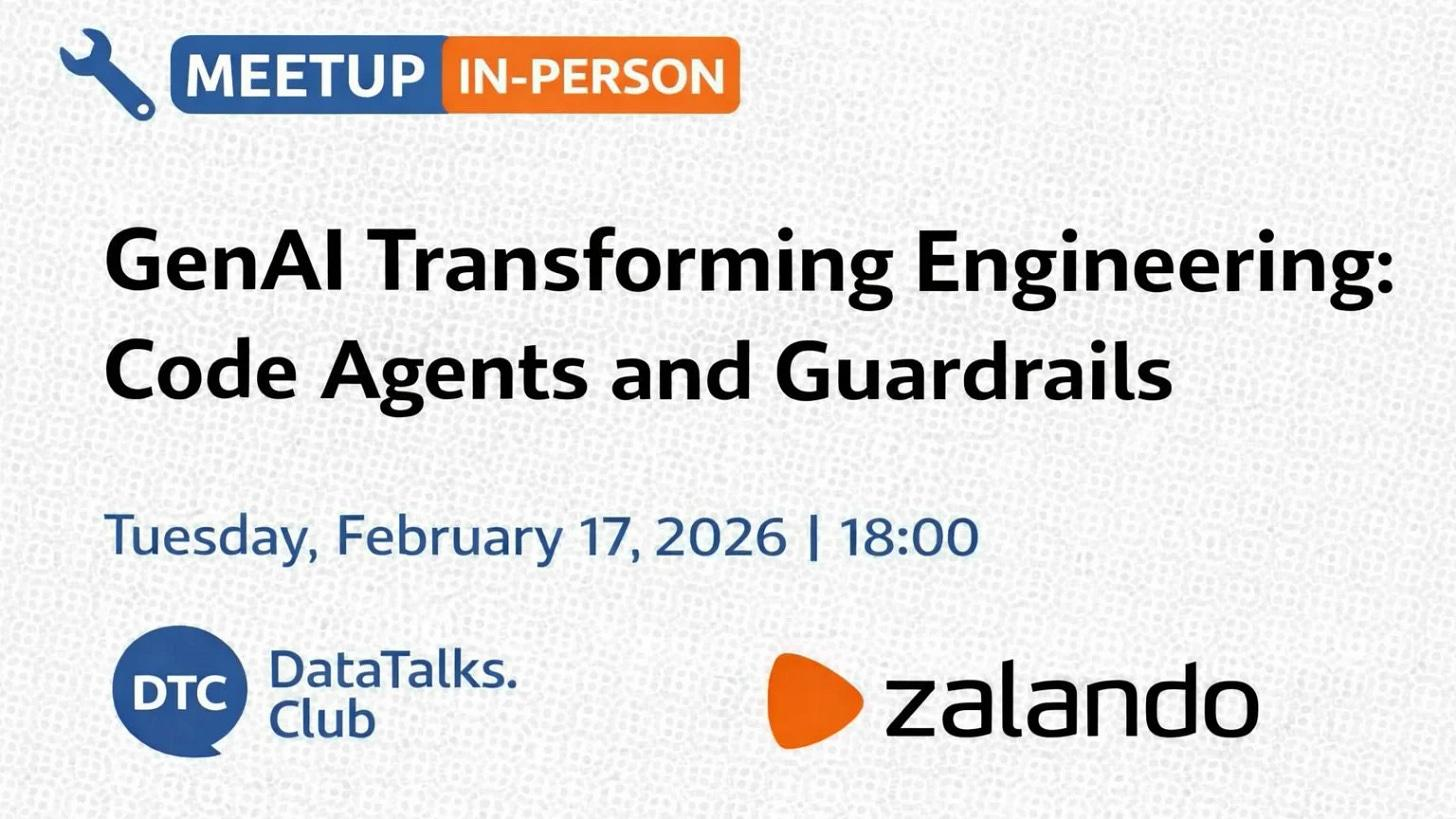 MEETUP IN-PERSON
GenAI Transforming Engineering:
Code Agents and Guardrails
Tuesday, February 17, 2026 | 18:00
DTC
DataTalks.
Club
zalando